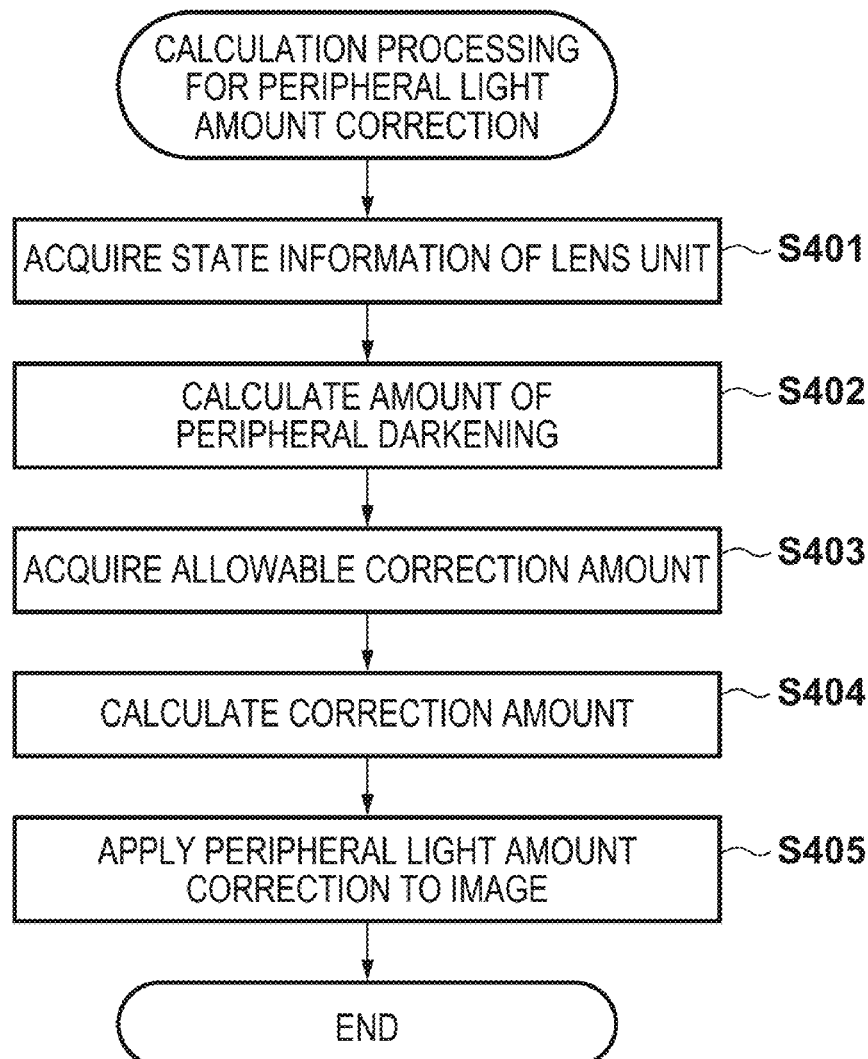 CALCULATION PROCESSING
FOR PERIPHERAL LIGHT
AMOUNT CORRECTION
ACQUIRE STATE INFORMATION OF LENS UNIT
S401
CALCULATE AMOUNT OF
PERIPHERAL DARKENING
S402
ACQUIRE ALLOWABLE CORRECTION AMOUNT
S403
CALCULATE CORRECTION AMOUNT
S404
APPLY PERIPHERAL LIGHT AMOUNT
CORRECTION TO IMAGE
S405
END